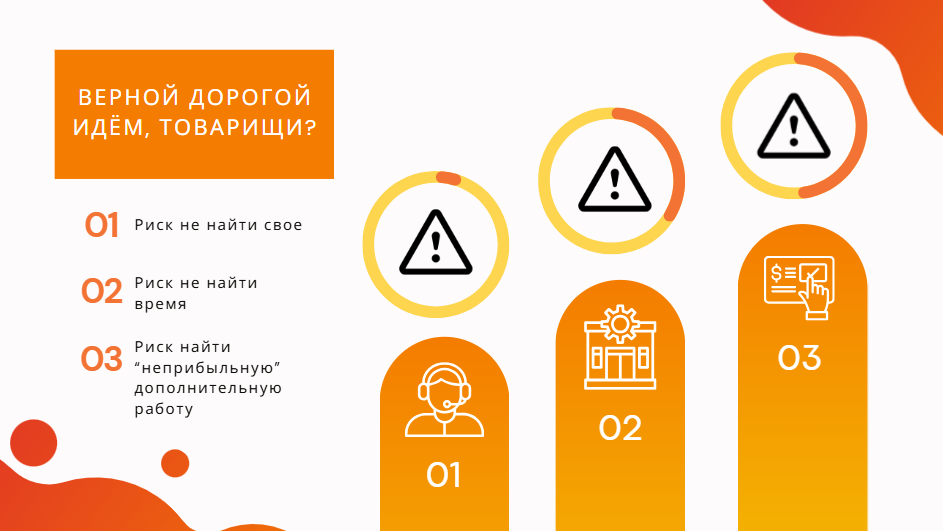 ВЕРНОЙ ДОРОГОЙ
ИДЁМ, ТОВАРИЩИ?
01 Риск не найти свое
02 Риск не найти
время
03 Риск найти
“неприбыльную”
дополнительную
работу
01
02
03
$